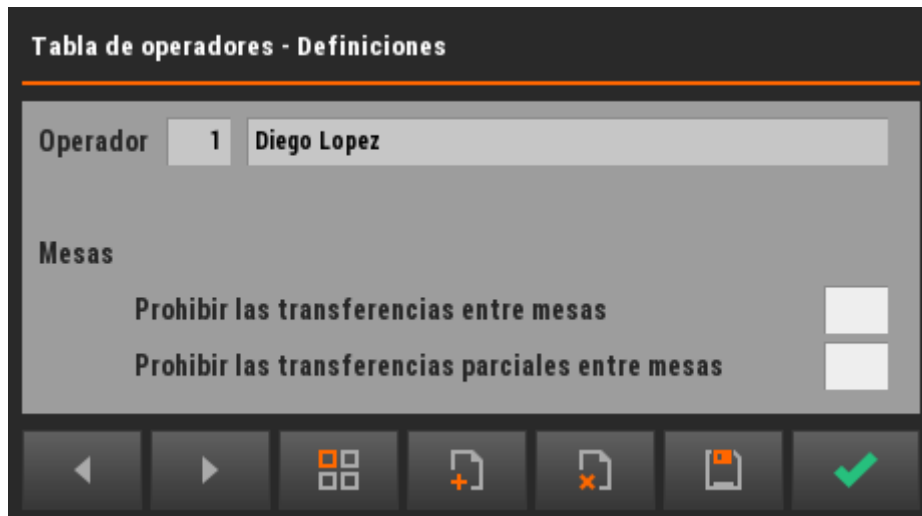 Tabla de operadores - Definiciones
Operador 1 Diego Lopez
Mesas
Prohibir las transferencias entre mesas
Prohibir las transferencias parciales entre mesas